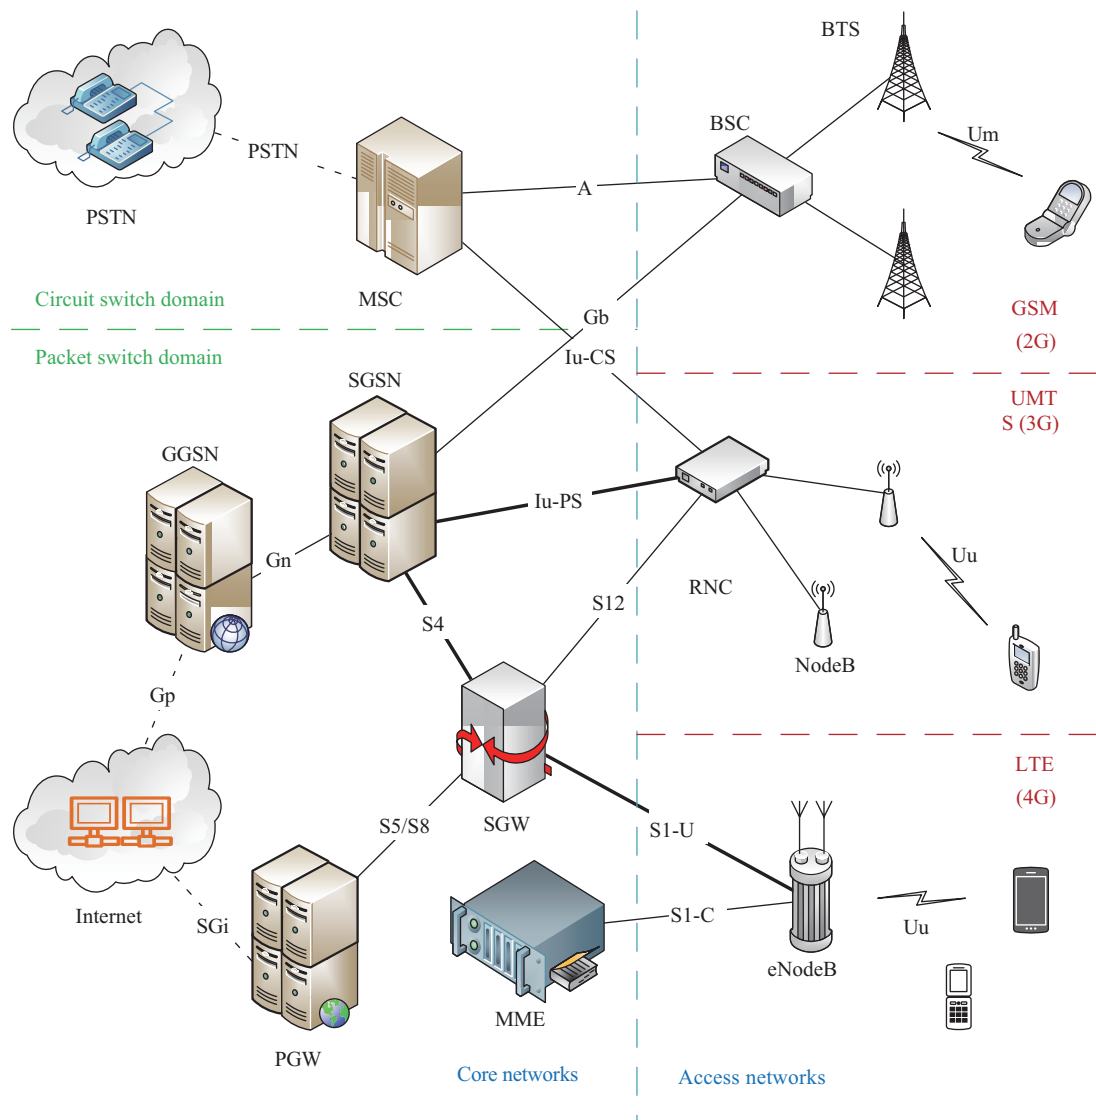 BTS
BSC
Um
PSTN
A
PSTN
MSC
Circuit switch domain
GSM
(2G)
Gb
Packet switch domain
Iu-CS
SGSN
UMT
S (3G)
GGSN
Iu-PS
Gn
Uu
RNC
S12
S4
NodeB
Gp
LTE
(4G)
SGW
S5/S8
S1-U
Internet
SGi
S1-C
Uu
eNodeB
MME
PGW
Core networks
Access networks